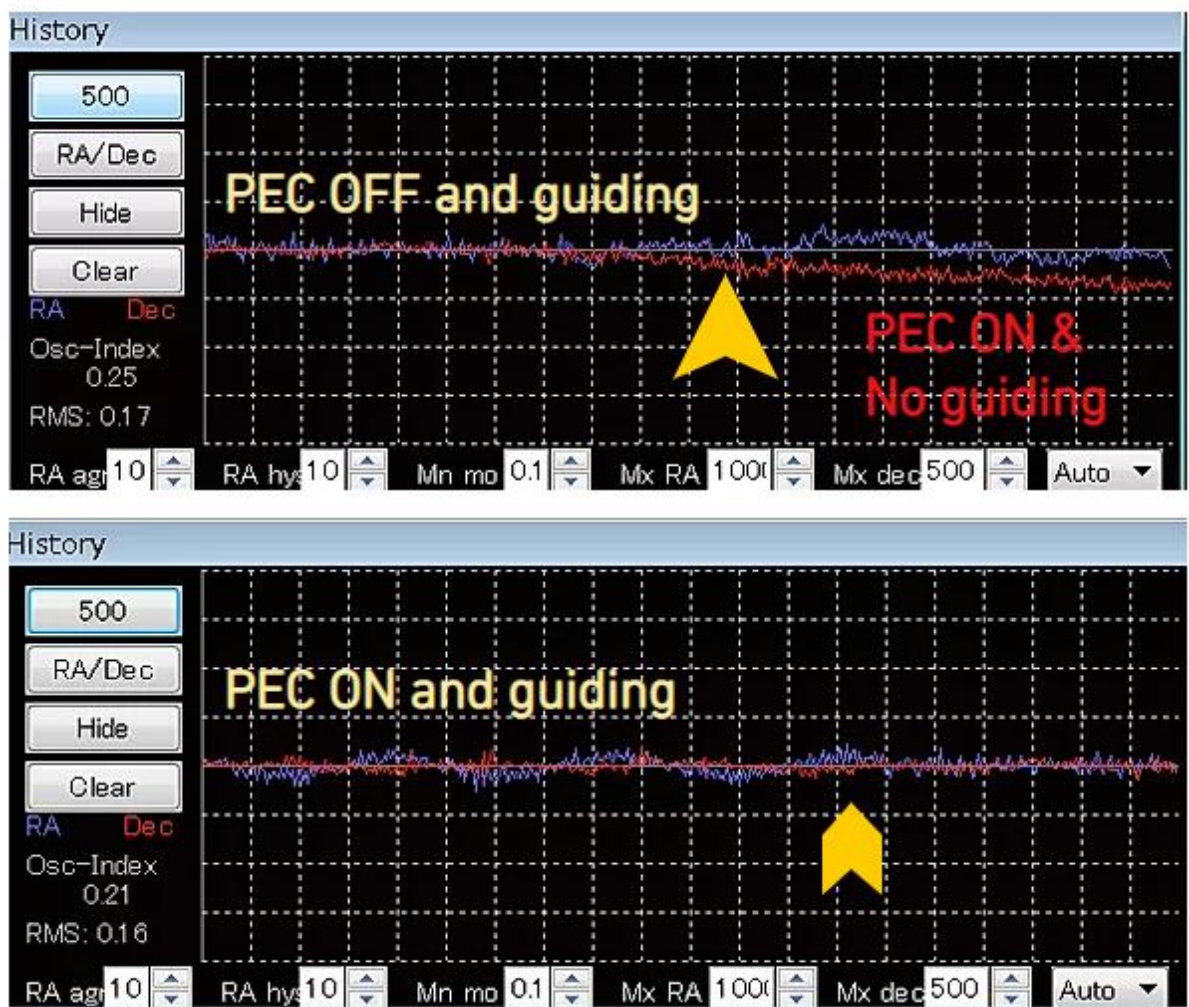 History
500
RA/Dec
Hide
Clear
RA Dec
Osc-Index
0.25
RMS: 0.17
PEC OFF and guiding
PEC ON &
No guiding
RA agr 10 RA hys 10 Mn mo 0.1 Mx RA 100 Mx dec 500 Auto
History
500
RA/Dec
Hide
Clear
RA Dec
Osc-Index
0.21
RMS: 0.16
PEC ON and guiding
RA agr 10 RA hys 10 Mn mo 0.1 Mx RA 100 Mx dec 500 Auto